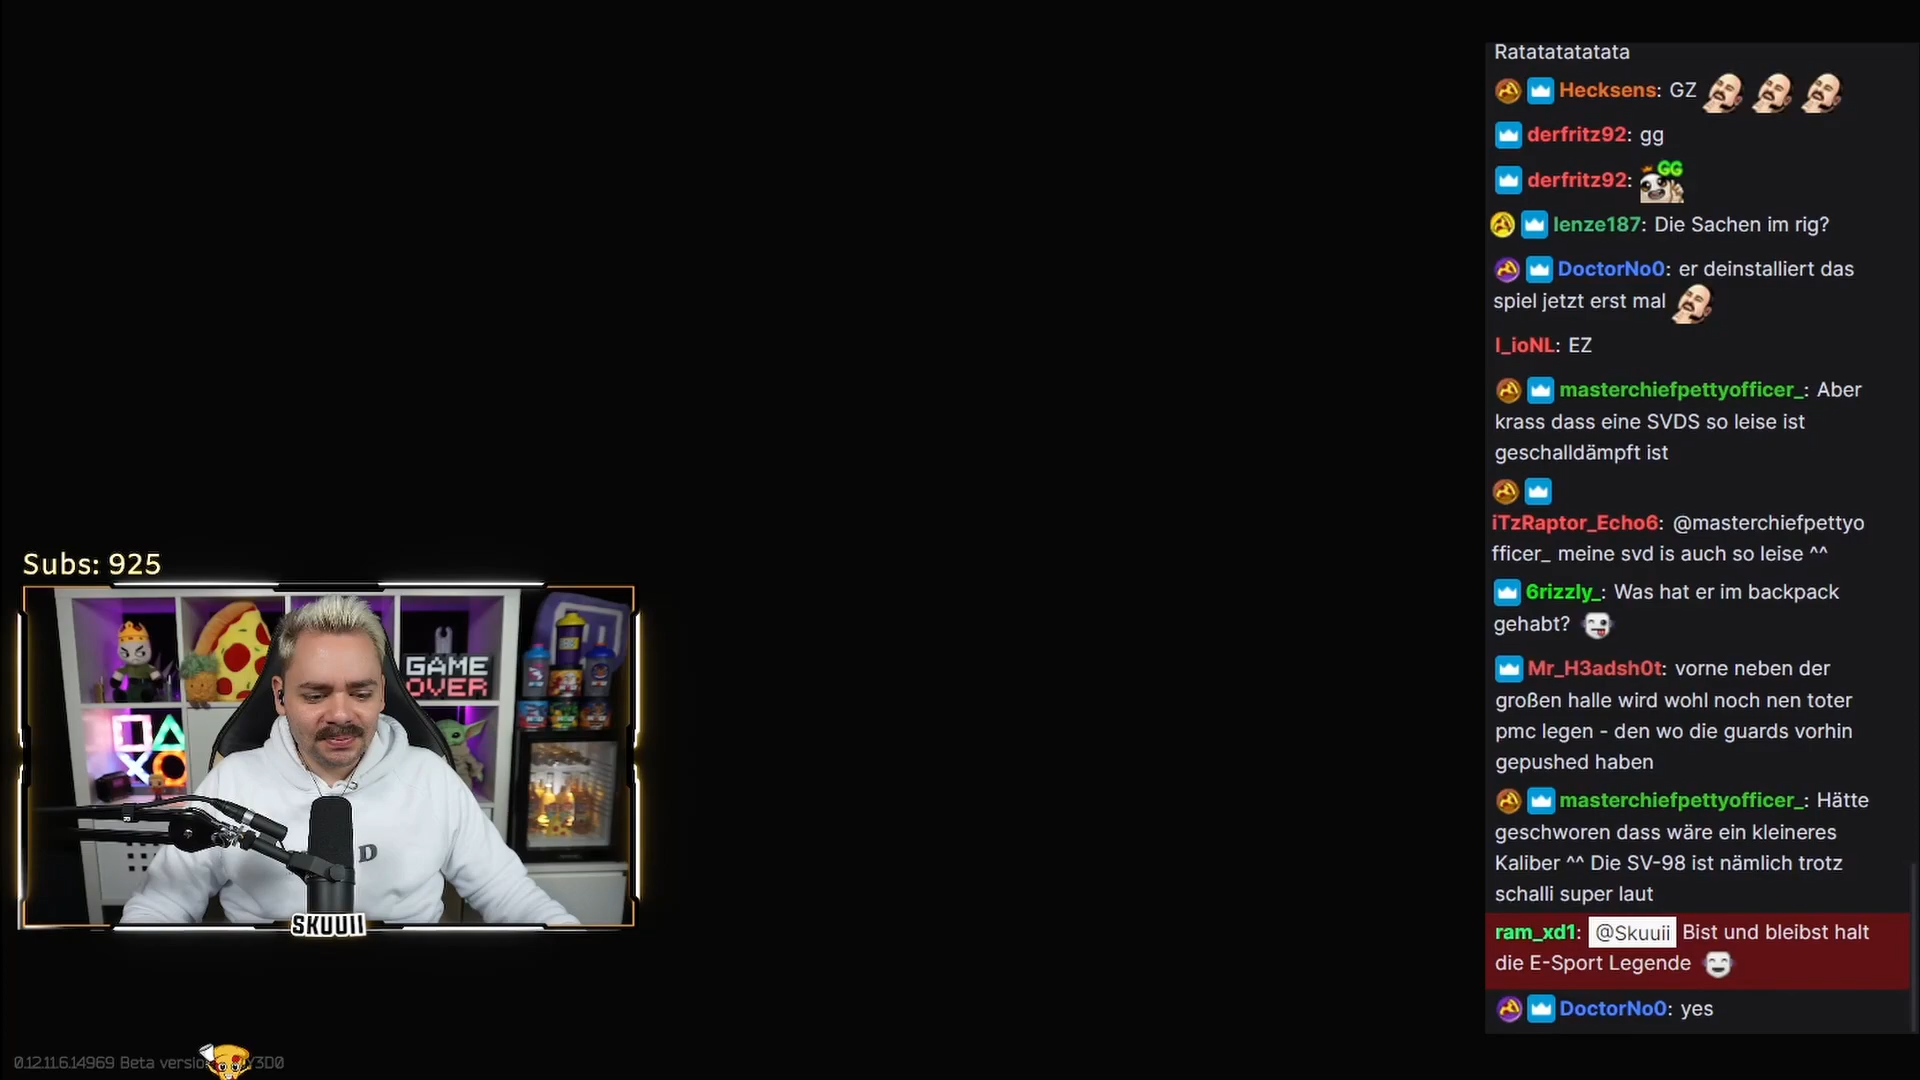 Ratatatatatata
Hecksens: GZ
derfritz92: gg
derfritz92: GG
lenze187: Die Sachen im rig?
DoctorNo0: er deinstalliert das
spiel jetzt erst mal
l_ioNL: EZ
masterchiefpettyofficer_: Aber
krass dass eine SVDS so leise ist
geschalldämpft ist
iTzRaptor_Echo6: @masterchiefpettyo
fficer_ meine svd is auch so leise ^^
6rizzly_: Was hat er im backpack
gehabt?
Mr_H3adsh0t: vorne neben der
großen halle wird wohl noch nen toter
pmc legen - den wo die guards vorhin
gepushed haben
masterchiefpettyofficer_: Hätte
geschworen dass wäre ein kleineres
Kaliber ^^ Die SV-98 ist nämlich trotz
schalli super laut
ram_xd1: @Skuuii Bist und bleibst halt
die E-Sport Legende
DoctorNo0: yes
Subs: 925
GAME
OVER
D
SKUUII
0.12.11.6.14969 Beta versio